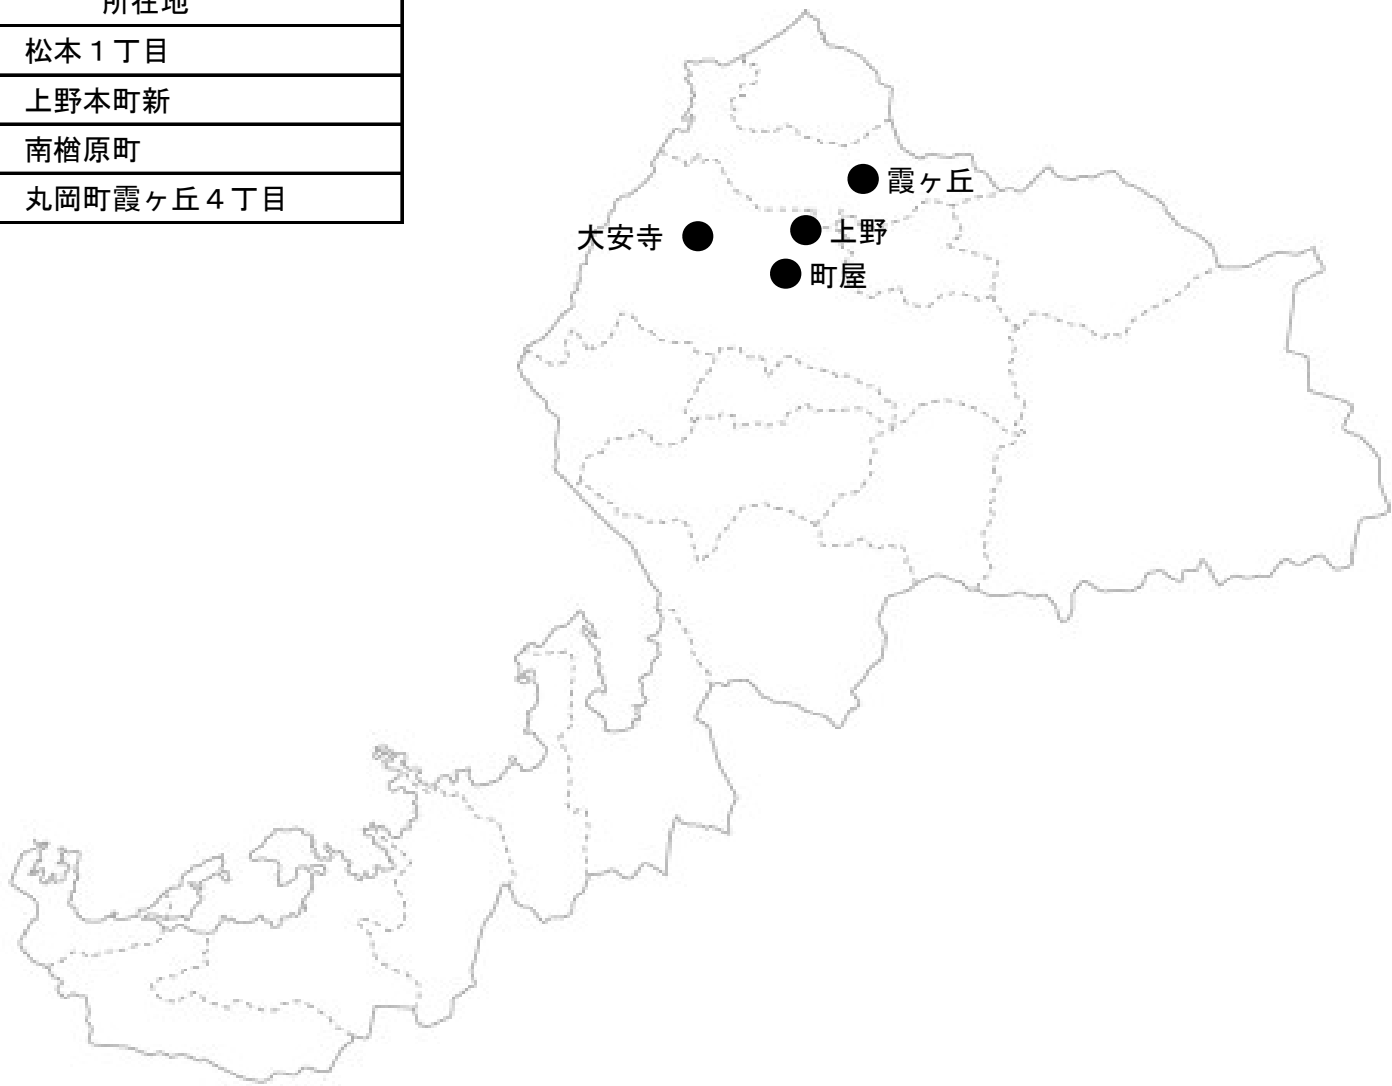 所在地
松本１丁目
上野本町新
南楢原町
丸岡町霞ヶ丘４丁目
霞ヶ丘
大安寺
上野
町屋